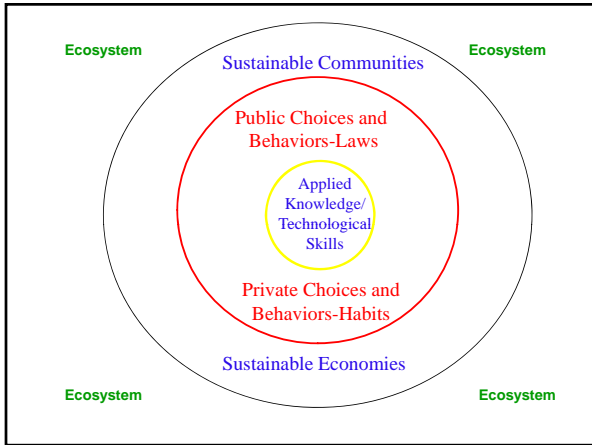 Ecosystem
Ecosystem
Sustainable Communities
Public Choices and
Behaviors-Laws
Applied
Knowledge/
Technological
Skills
Private Choices and
Behaviors-Habits
Sustainable Economies
Ecosystem
Ecosystem